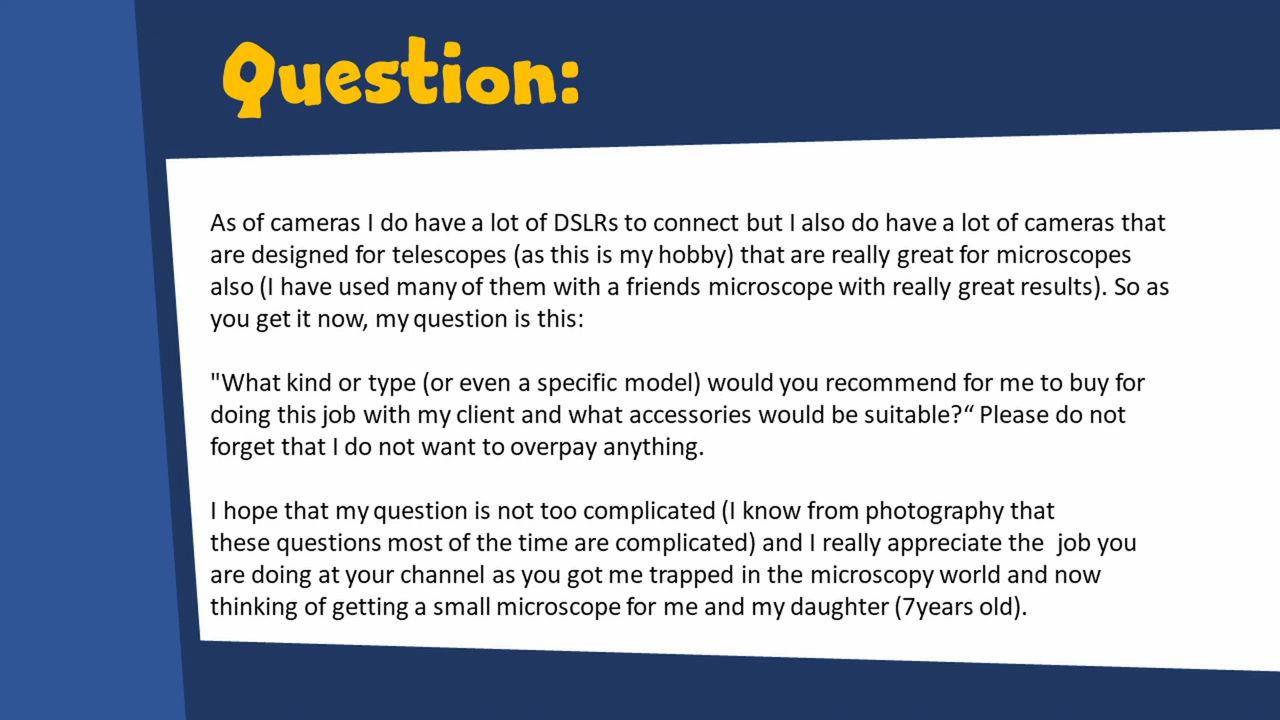 Question:
As of cameras I do have a lot of DSLRs to connect but I also do have a lot of cameras that
are designed for telescopes (as this is my hobby) that are really great for microscopes
also (I have used many of them with a friends microscope with really great results). So as
you get it now, my question is this:
"What kind or type (or even a specific model) would you recommend for me to buy for
doing this job with my client and what accessories would be suitable?“ Please do not
forget that I do not want to overpay anything.
I hope that my question is not too complicated (I know from photography that
these questions most of the time are complicated) and I really appreciate the  job you
are doing at your channel as you got me trapped in the microscopy world and now
thinking of getting a small microscope for me and my daughter (7years old).